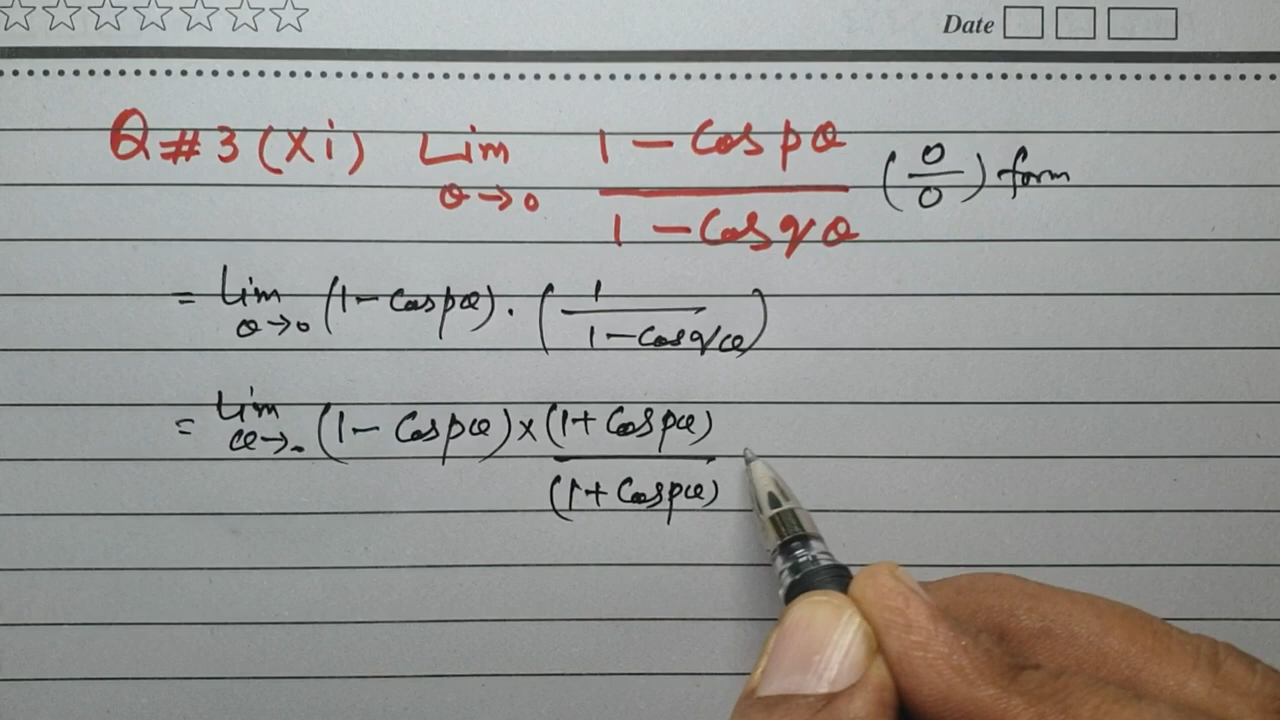 Date
Q#3 (xi) Lim θ→0 1 - Cos pθ / 1 - Cos qθ (0/0) form
= Lim θ→0 (1 - Cos pθ) . (1 / 1 - Cos qθ)
= Lim θ→0 (1 - Cos pθ) × (1 + Cos pθ) / (1 + Cos pθ)